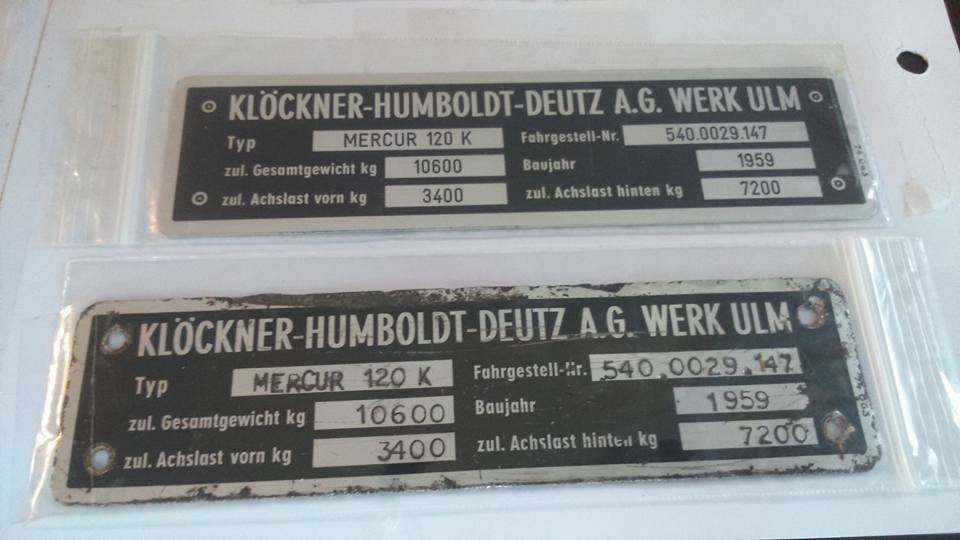 KLÖCKNER-HUMBOLDT-DEUTZ A.G. WERK ULM
Typ MERCUR 120 K Fahrgestell-Nr. 540.0029.147
zul. Gesamtgewicht kg 10600 Baujahr 1959
zul. Achslast vorn kg 3400 zul. Achslast hinten kg 7200
KLÖCKNER-HUMBOLDT-DEUTZ A.G. WERK ULM
Typ MERCUR 120 K Fahrgestell-Nr. 540.0029.147
zul. Gesamtgewicht kg 10600 Baujahr 1959
zul. Achslast vorn kg 3400 zul. Achslast hinten kg 7200